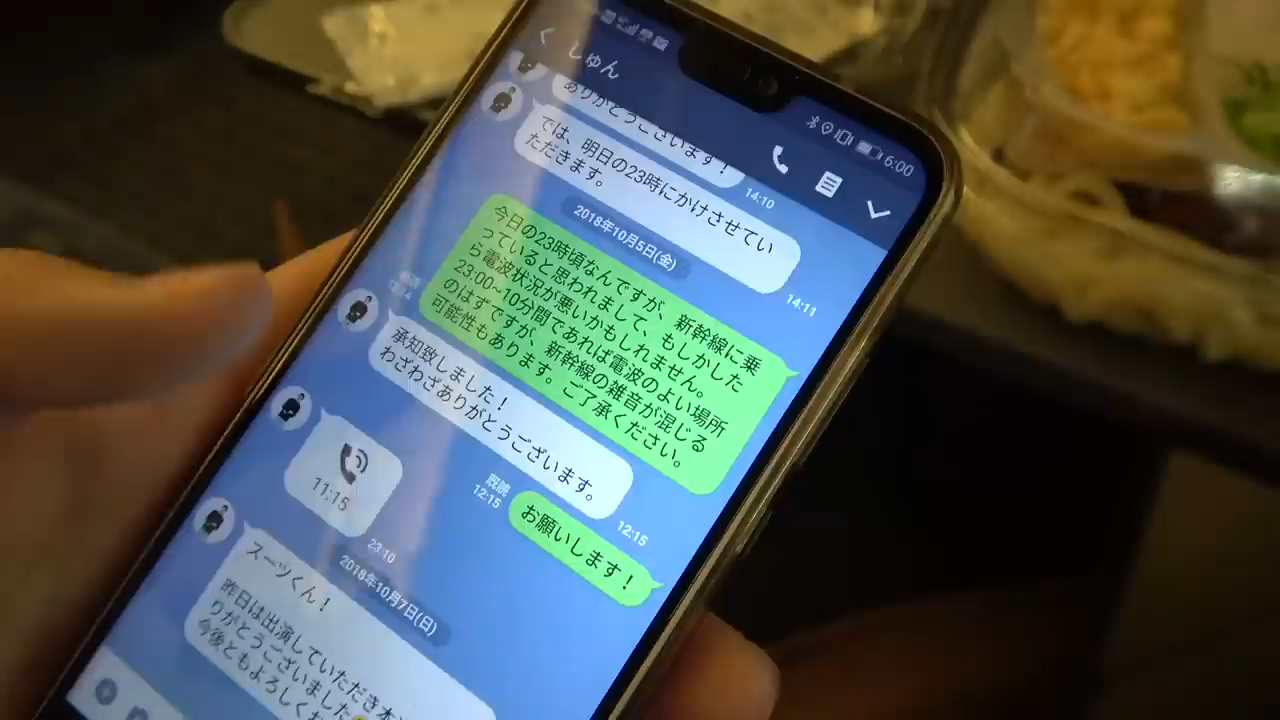 6:00
しゅん
ありがとうございます！
14:10
では、明日の23時にかけさせてい
ただきます。
14:11
2018年10月5日(金)
今日の23時頃なんですが、新幹線に乗
っていると思われまして、もしかした
ら電波状況が悪いかもしれません。
23:00~10分間であれば電波のよい場所
のはずですが、新幹線の雑音が混じる
可能性もあります。ご了承ください。
承知致しました！
わざわざありがとうございます。
12:15
既読
12:15
お願いします！
11:15
23:10
2018年10月7日(日)
スーツくん！
昨日は出演していただき本
りがとうございました
今後ともよろしくお